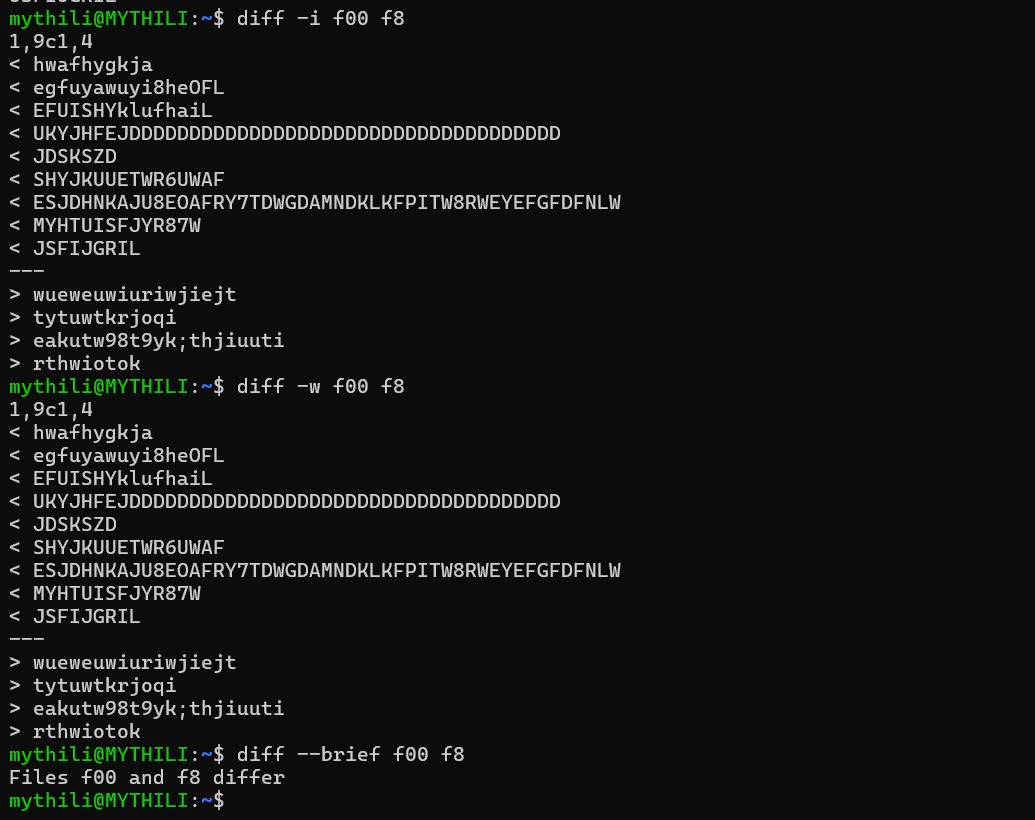 mythili@MYTHILI:~$ diff -i f00 f8
1,9c1,4
< hwafhygkja
< egfuyawuyi8heOFL
< EFUISHYklufhaiL
< UKYJHFEJDDDDDDDDDDDDDDDDDDDDDDDDDDDDDDDDDDDD
< JDSKSZD
< SHYJKUUETWR6UWAF
< ESJDHNKAJU8EOAFRY7TDWGDAMNDKLKFPITW8RWEYEFGFDFNLW
< MYHTUISFJYR87W
< JSFIJGRIL
---
> wueweuwiuriwjiejt
> tytuwtkrjoqi
> eakutw98t9yk;thjiuuti
> rthwiotok
mythili@MYTHILI:~$ diff -w f00 f8
1,9c1,4
< hwafhygkja
< egfuyawuyi8heOFL
< EFUISHYklufhaiL
< UKYJHFEJDDDDDDDDDDDDDDDDDDDDDDDDDDDDDDDDDDDD
< JDSKSZD
< SHYJKUUETWR6UWAF
< ESJDHNKAJU8EOAFRY7TDWGDAMNDKLKFPITW8RWEYEFGFDFNLW
< MYHTUISFJYR87W
< JSFIJGRIL
---
> wueweuwiuriwjiejt
> tytuwtkrjoqi
> eakutw98t9yk;thjiuuti
> rthwiotok
mythili@MYTHILI:~$ diff --brief f00 f8
Files f00 and f8 differ
mythili@MYTHILI:~$